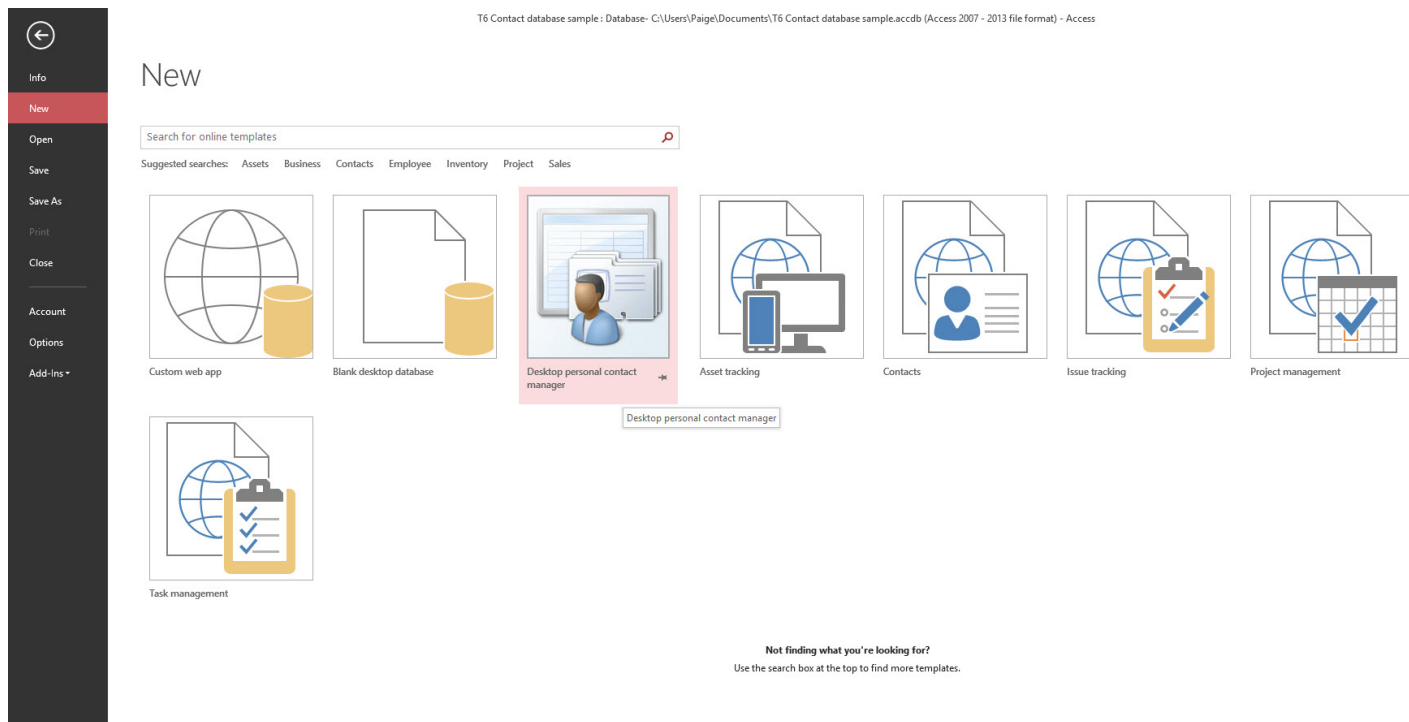 T6 Contact database sample : Database- C:\Users\Paige\Documents\T6 Contact database sample.accdb (Access 2007 - 2013 file format) - Access
Info
New
Open
Save
Save As
Print
Close
Account
Options
Add-Ins
New
Search for online templates
Suggested searches: Assets Business Contacts Employee Inventory Project Sales
Custom web app
Blank desktop database
Desktop personal contact
manager
Asset tracking
Contacts
Issue tracking
Project management
Desktop personal contact manager
Task management
Not finding what you're looking for?
Use the search box at the top to find more templates.